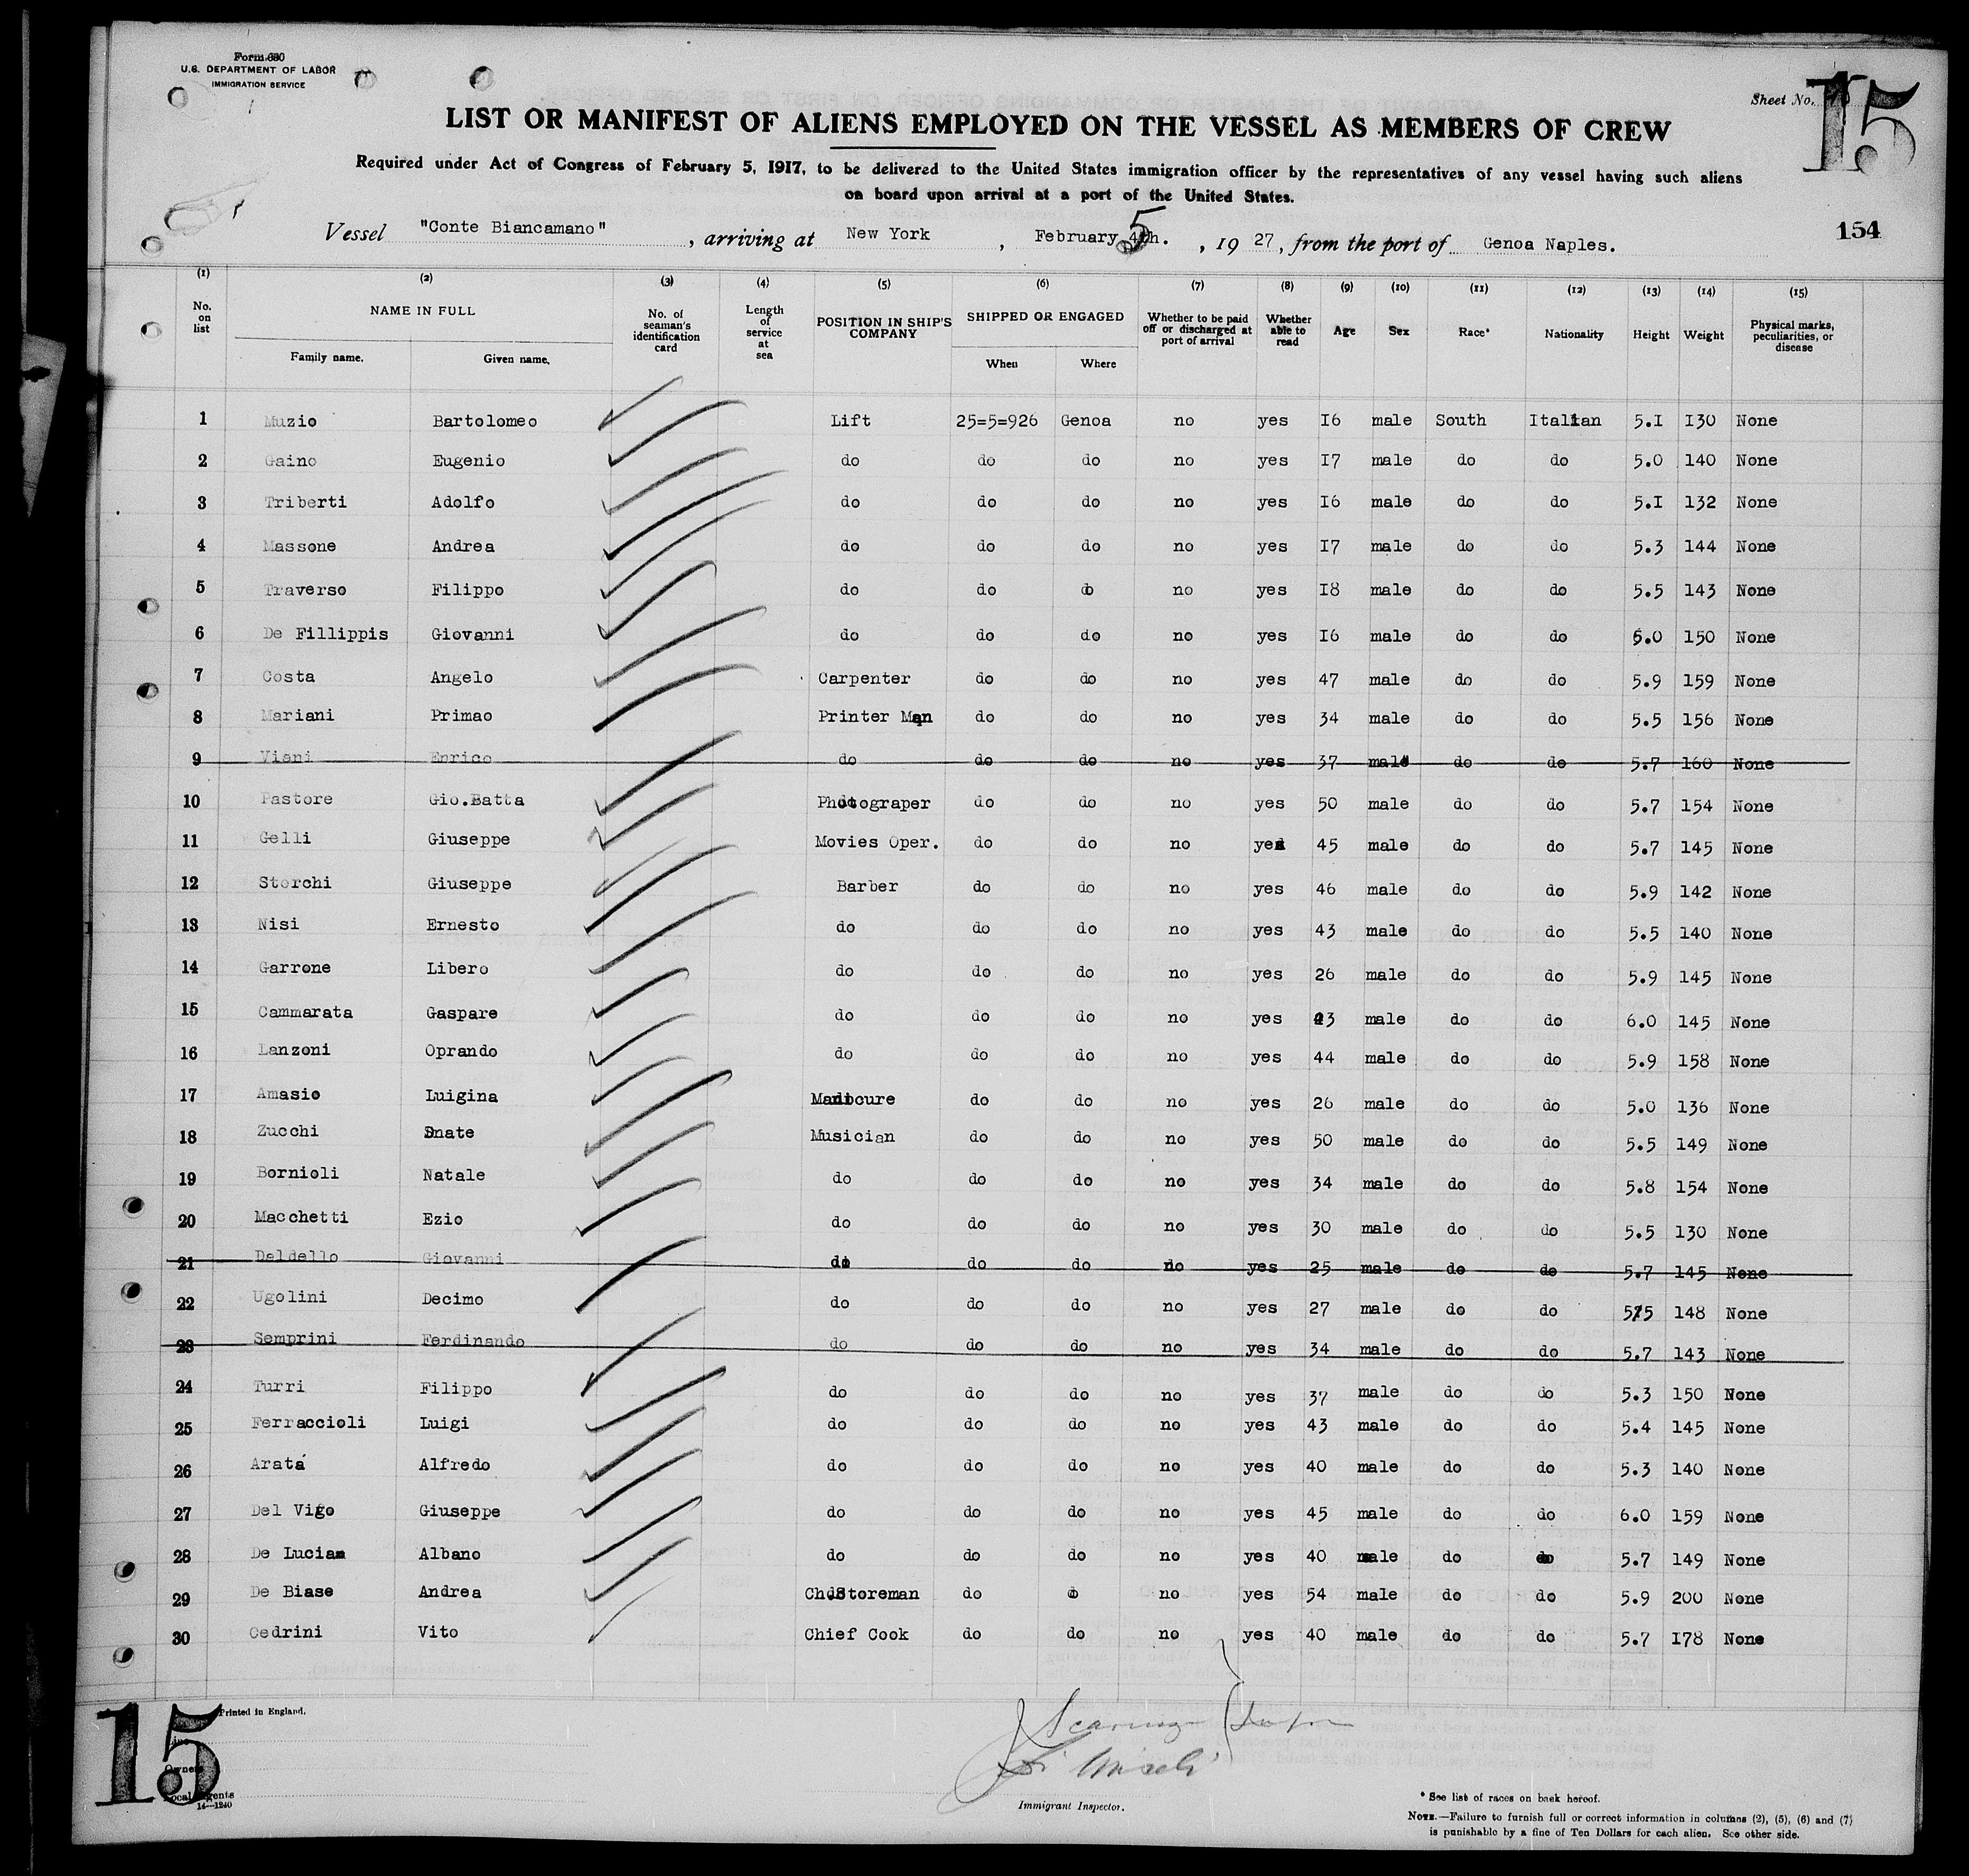 Form 680
U.S. DEPARTMENT OF LABOR
IMMIGRATION SERVICE
Sheet No.
15
LIST OR MANIFEST OF ALIENS EMPLOYED ON THE VESSEL AS MEMBERS OF CREW
Required under Act of Congress of February 5, 1917, to be delivered to the United States immigration officer by the representatives of any vessel having such aliens
on board upon arrival at a port of the United States.
154
Vessel "Conte Biancamano", arriving at New York, February 4th. 5, 1927, from the port of Genoa Naples.
(1) (2) (3) (4) (5) (6) (7) (8) (9) (10) (11) (12) (13) (14) (15)
No. on list NAME IN FULL Family name. Given name. No. of seaman's identification card Length of service at sea POSITION IN SHIP'S COMPANY SHIPPED OR ENGAGED When Where Whether to be paid off or discharged at port of arrival Whether able to read Age Sex Race* Nationality Height Weight Physical marks, peculiarities, or disease
1 Muzio Bartolomeo Lift 25=5=926 Genoa no yes I6 male South Italian 5.I I30 None
2 Gaino Eugenio do do do no yes I7 male do do 5.0 140 None
3 Triberti Adolfo do do do no yes I6 male do do 5.I 132 None
4 Massone Andrea do do do no yes I7 male do do 5.3 144 None
5 Traverso Filippo do do do no yes I8 male do do 5.5 143 None
6 De Fillippis Giovanni do do do no yes I6 male do do 5.0 150 None
7 Costa Angelo Carpenter do do no yes 47 male do do 5.9 159 None
8 Mariani Primao Printer Man do do no yes 34 male do do 5.5 156 None
9 Viani Enrico do do do no yes 37 male do do 5.7 160 None
10 Pastore Gio.Batta Photograper do do no yes 50 male do do 5.7 154 None
11 Gelli Giuseppe Movies Oper. do do no yes 45 male do do 5.7 145 None
12 Storchi Giuseppe Barber do do no yes 46 male do do 5.9 142 None
13 Nisi Ernesto do do do no yes 43 male do do 5.5 140 None
14 Garrone Libero do do do no yes 26 male do do 5.9 145 None
15 Cammarata Gaspare do do do no yes 23 male do do 6.0 145 None
16 Lanzoni Oprando do do do no yes 44 male do do 5.9 158 None
17 Amasio Luigina Manicure do do no yes 26 male do do 5.0 136 None
18 Zucchi Dnate Musician do do no yes 50 male do do 5.5 149 None
19 Bornioli Natale do do do no yes 34 male do do 5.8 154 None
20 Macchetti Ezio do do do no yes 30 male do do 5.5 130 None
21 Deldello Giovanni do do do no yes 25 male do do 5.7 145 None
22 Ugolini Decimo do do do no yes 27 male do do 5.5 148 None
23 Semprini Ferdinando do do do no yes 34 male do do 5.7 143 None
24 Turri Filippo do do do no yes 37 male do do 5.3 150 None
25 Ferraccioli Luigi do do do no yes 43 male do do 5.4 145 None
26 Arata Alfredo do do do no yes 40 male do do 5.3 140 None
27 Del Vigo Giuseppe do do do no yes 45 male do do 6.0 159 None
28 De Lucia Albano do do do no yes 40 male do do 5.7 149 None
29 De Biase Andrea Storeman do do no yes 54 male do do 5.9 200 None
30 Cedrini Vito Chief Cook do do no yes 40 male do do 5.7 I78 None
15
Printed in England.
Owners
Local Agents
14—1240
Immigrant Inspector.
* See list of races on back hereof.
NOTE.—Failure to furnish full or correct information in columns (2), (5), (6) and (7)
is punishable by a fine of Ten Dollars for each alien. See other side.